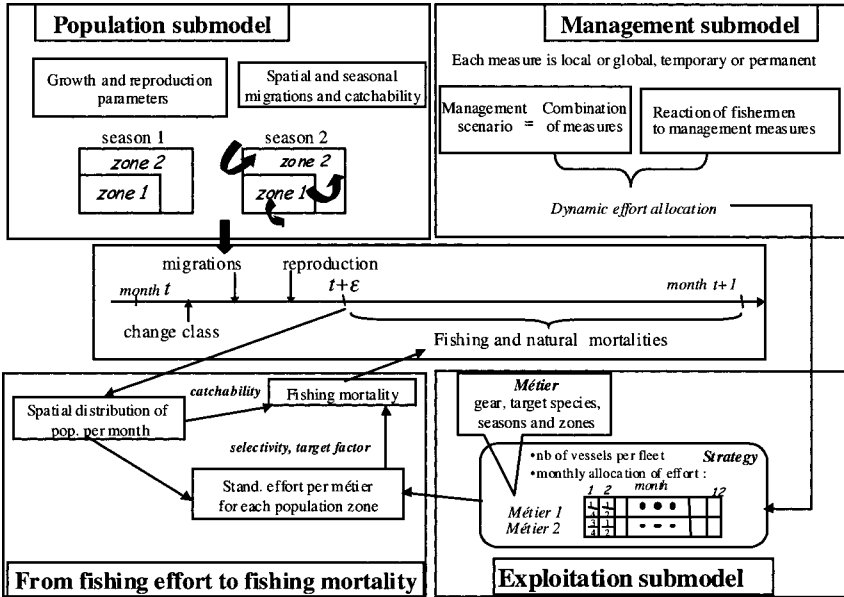 Population submodel
Growth and reproduction
parameters
Spatial and seasonal
migrations and catchability
season 1
zone 2
zone 1
season 2
zone 2
zone 1
Management submodel
Each measure is local or global, temporary or permanent
Management
scenario = Combination
of measures
Reaction of fishermen
to management measures
Dynamic effort allocation
migrations
reproduction
month t
t+ε
month t+1
change class
Fishing and natural mortalities
catchability
Fishing mortality
Spatial distribution of
pop. per month
selectivity, target factor
Stand. effort per métier
for each population zone
From fishing effort to fishing mortality
Métier
gear, target species,
seasons and zones
•nb of vessels per fleet
Strategy
•monthly allocation of effort :
1 2 month 12
Métier 1
Métier 2 3/4 1/2
Exploitation submodel